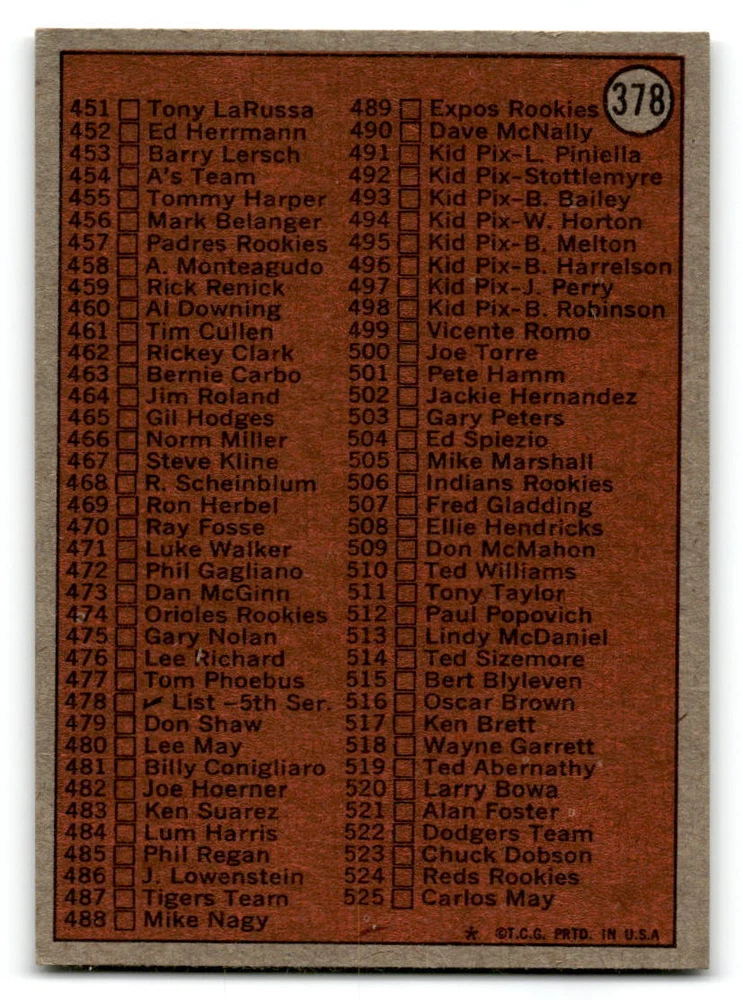 378
451 Tony LaRussa
452 Ed Herrmann
453 Barry Lersch
454 A's Team
455 Tommy Harper
456 Mark Belanger
457 Padres Rookies
458 A. Monteagudo
459 Rick Renick
460 Al Downing
461 Tim Cullen
462 Rickey Clark
463 Bernie Carbo
464 Jim Roland
465 Gil Hodges
466 Norm Miller
467 Steve Kline
468 R. Scheinblum
469 Ron Herbel
470 Ray Fosse
471 Luke Walker
472 Phil Gagliano
473 Dan McGinn
474 Orioles Rookies
475 Gary Nolan
476 Lee Richard
477 Tom Phoebus
478 ✓ List -5th Ser.
479 Don Shaw
480 Lee May
481 Billy Conigliaro
482 Joe Hoerner
483 Ken Suarez
484 Lum Harris
485 Phil Regan
486 J. Lowenstein
487 Tigers Team
488 Mike Nagy
489 Expos Rookies
490 Dave McNally
491 Kid Pix-L. Piniella
492 Kid Pix-Stottlemyre
493 Kid Pix-B. Bailey
494 Kid Pix-W. Horton
495 Kid Pix-B. Melton
496 Kid Pix-B. Harrelson
497 Kid Pix-J. Perry
498 Kid Pix-B. Robinson
499 Vicente Romo
500 Joe Torre
501 Pete Hamm
502 Jackie Hernandez
503 Gary Peters
504 Ed Spiezio
505 Mike Marshall
506 Indians Rookies
507 Fred Gladding
508 Ellie Hendricks
509 Don McMahon
510 Ted Williams
511 Tony Taylor
512 Paul Popovich
513 Lindy McDaniel
514 Ted Sizemore
515 Bert Blyleven
516 Oscar Brown
517 Ken Brett
518 Wayne Garrett
519 Ted Abernathy
520 Larry Bowa
521 Alan Foster
522 Dodgers Team
523 Chuck Dobson
524 Reds Rookies
525 Carlos May
* ©T.C.G. PRTD. IN U.S.A